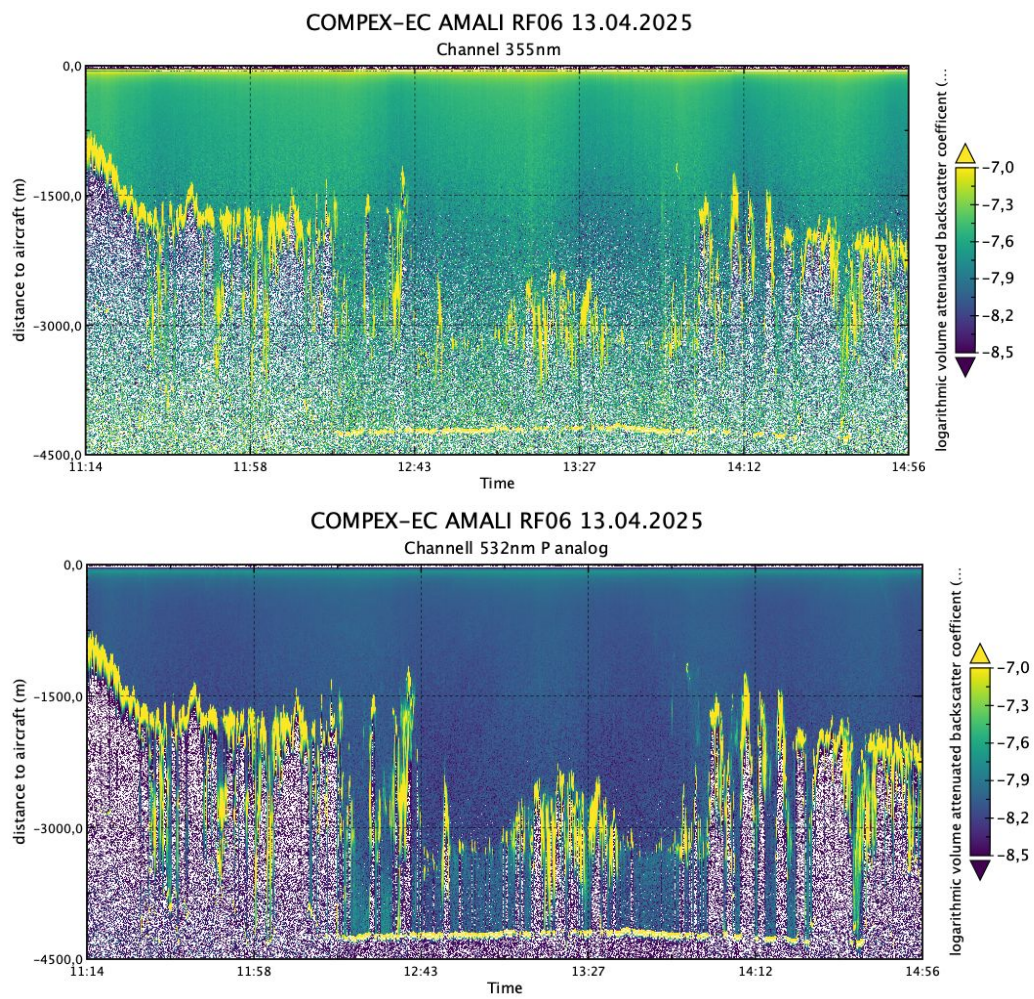 COMPEX-EC AMALI RF06 13.04.2025
Channel 355nm
0,0
-1500,0
-3000,0
-4500,0
distance to aircraft (m)
11:14 11:58 12:43 13:27 14:12 14:56
Time
logarithmic volume attenuated backscatter coefficent (...
-7,0
-7,3
-7,6
-7,9
-8,2
-8,5
COMPEX-EC AMALI RF06 13.04.2025
Channell 532nm P analog
0,0
-1500,0
-3000,0
-4500,0
distance to aircraft (m)
11:14 11:58 12:43 13:27 14:12 14:56
Time
logarithmic volume attenuated backscatter coefficent (...
-7,0
-7,3
-7,6
-7,9
-8,2
-8,5